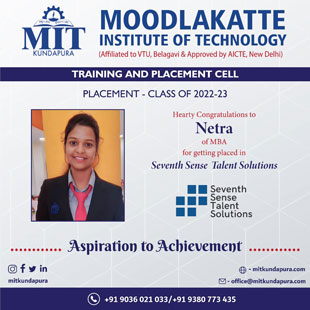 MIT
KUNDAPURA
MOODLAKATTE
INSTITUTE OF TECHNOLOGY
(Affiliated to VTU, Belagavi & Approved by AICTE, New Delhi)
TRAINING AND PLACEMENT CELL
PLACEMENT - CLASS OF 2022-23
Hearty Congratulations to
Netra
of MBA
for getting placed in
Seventh Sense Talent Solutions
Seventh
Sense
Talent
Solutions
Aspiration to Achievement
mitkundapura
- mitkundapura.com
- office@mitkundapura.com
+91 9036 021 033/+91 9380 773 435